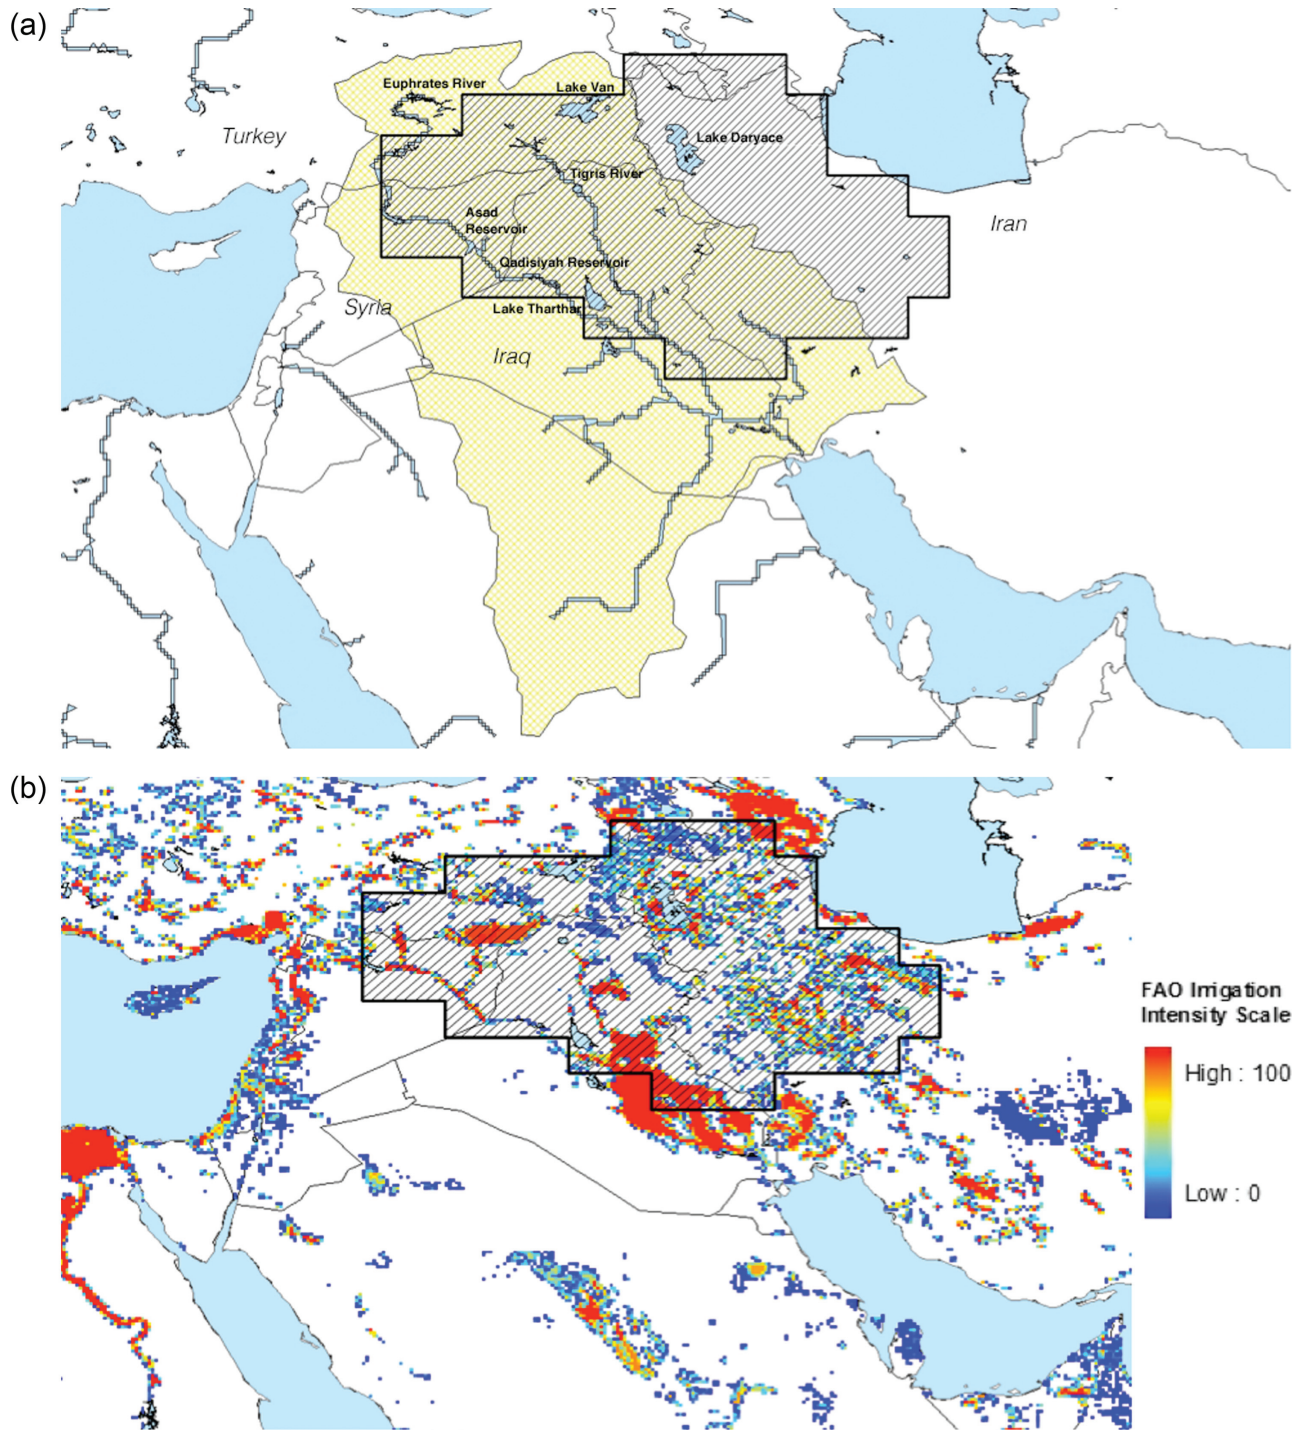 (a)
Euphrates River
Lake Van
Turkey
Lake Daryace
Tigris River
Asad
Reservoir
Iran
Qadisiyah Reservoir
Syria
Lake Tharthar
Iraq
(b)
FAO Irrigation
Intensity Scale
High : 100
Low : 0